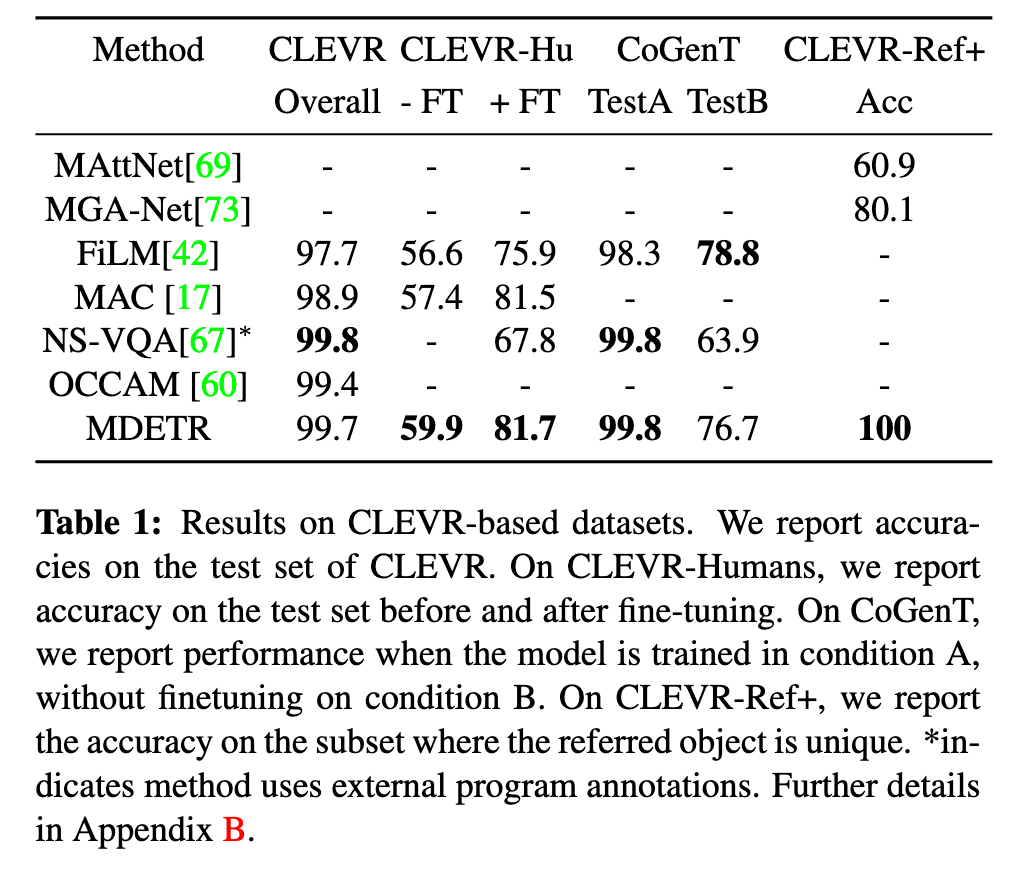 Method CLEVR CLEVR-Hu CoGenT CLEVR-Ref+
Overall - FT + FT TestA TestB Acc
MAttNet[69] - - - - - 60.9
MGA-Net[73] - - - - - 80.1
FiLM[42] 97.7 56.6 75.9 98.3 78.8 -
MAC [17] 98.9 57.4 81.5 - - -
NS-VQA[67]* 99.8 - 67.8 99.8 63.9 -
OCCAM [60] 99.4 - - - - -
MDETR 99.7 59.9 81.7 99.8 76.7 100
Table 1: Results on CLEVR-based datasets. We report accura-
cies on the test set of CLEVR. On CLEVR-Humans, we report
accuracy on the test set before and after fine-tuning. On CoGenT,
we report performance when the model is trained in condition A,
without finetuning on condition B. On CLEVR-Ref+, we report
the accuracy on the subset where the referred object is unique. *in-
dicates method uses external program annotations. Further details
in Appendix B.